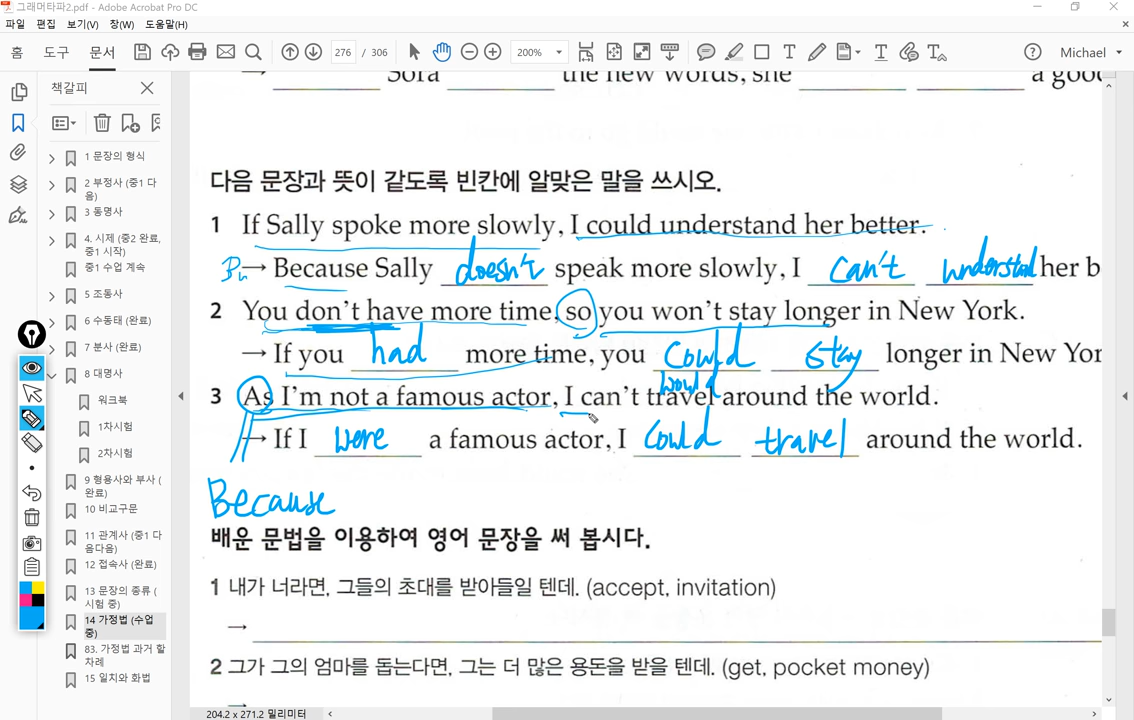 그래머타파2.pdf - Adobe Acrobat Pro DC
파일 편집 보기(V) 창(W) 도움말(H)
홈 도구 문서 276 / 306 200% Michael
책갈피
1 문장의 형식
2 부정사 (중1 다
음)
3 동명사
4. 시제 (중2 완료,
중1 시작)
중1 수업 계속
5 조동사
6 수동태 (완료)
7 분사 (완료)
8 대명사
워크북
1차시험
2차시험
9 형용사와 부사 (
완료)
10 비교구문
11 관계사 (중1 다
음다음)
12 접속사 (완료)
13 문장의 종류 (
시험 중)
14 가정법 (수업
중)
83. 가정법 과거 할
차례
15 일치와 화법
→ Sora the new words, she a good
다음 문장과 뜻이 같도록 빈칸에 알맞은 말을 쓰시오.
1 If Sally spoke more slowly, I could understand her better.
→ Because Sally doesn't speak more slowly, I can't understand her b
2 You don't have more time, so you won't stay longer in New York.
→ If you had more time, you could stay longer in New Yor
would
3 As I'm not a famous actor, I can't travel around the world.
→ If I were a famous actor, I could travel around the world.
Because
배운 문법을 이용하여 영어 문장을 써 봅시다.
1 내가 너라면, 그들의 초대를 받아들일 텐데. (accept, invitation)
→
2 그가 그의 엄마를 돕는다면, 그는 더 많은 용돈을 받을 텐데. (get, pocket money)
→
204.2 x 271.2 밀리미터